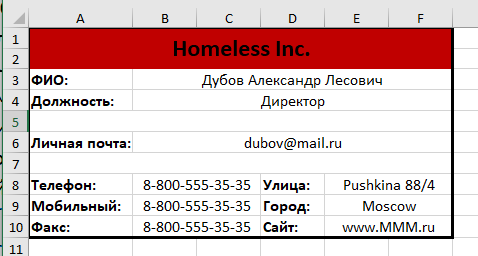 A B C D E F
1 Homeless Inc.
2
3 ФИО: Дубов Александр Лесович
4 Должность: Директор
5
6 Личная почта: dubov@mail.ru
7
8 Телефон: 8-800-555-35-35 Улица: Pushkina 88/4
9 Мобильный: 8-800-555-35-35 Город: Moscow
10 Факс: 8-800-555-35-35 Сайт: www.MMM.ru
11